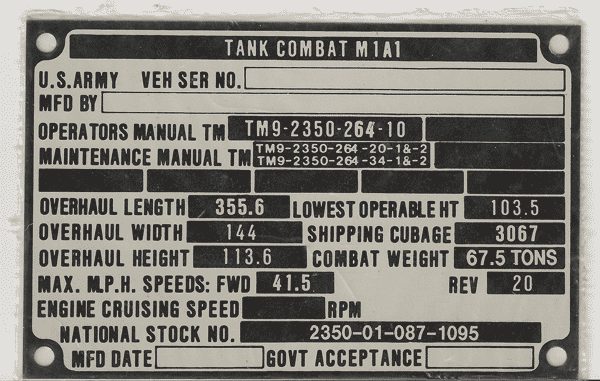 TANK COMBAT M1A1
U.S.ARMY VEH SER NO.
MFD BY
OPERATORS MANUAL TM TM9-2350-264-10
MAINTENANCE MANUAL TM TM9-2350-264-20-1&-2
TM9-2350-264-34-1&-2
OVERHAUL LENGTH 355.6 LOWEST OPERABLE HT 103.5
OVERHAUL WIDTH 144 SHIPPING CUBAGE 3067
OVERHAUL HEIGHT 113.6 COMBAT WEIGHT 67.5 TONS
MAX. M.P.H. SPEEDS: FWD 41.5 REV 20
ENGINE CRUISING SPEED RPM
NATIONAL STOCK NO. 2350-01-087-1095
MFD DATE GOVT ACCEPTANCE